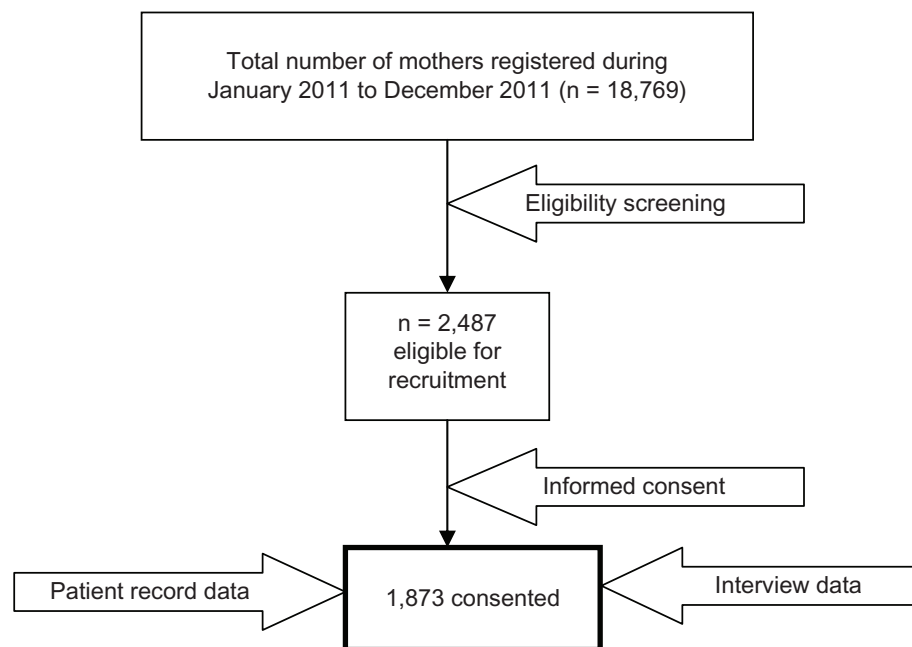 Total number of mothers registered during
January 2011 to December 2011 (n = 18,769)
Eligibility screening
n = 2,487
eligible for
recruitment
Informed consent
Patient record data
1,873 consented
Interview data